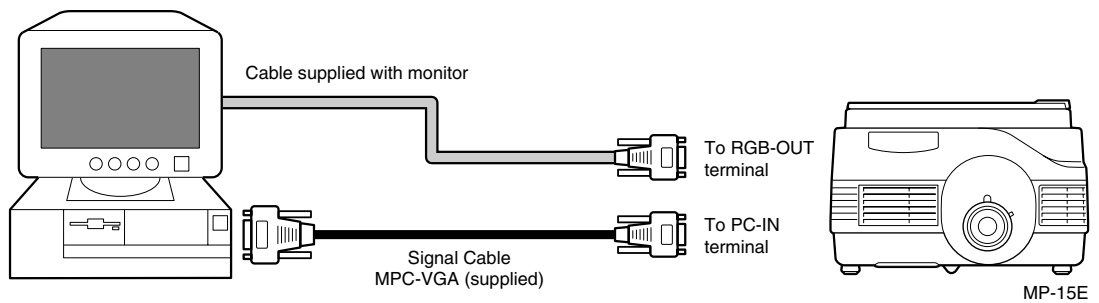 Cable supplied with monitor
To RGB-OUT
terminal
To PC-IN
terminal
Signal Cable
MPC-VGA (supplied)
MP-15E